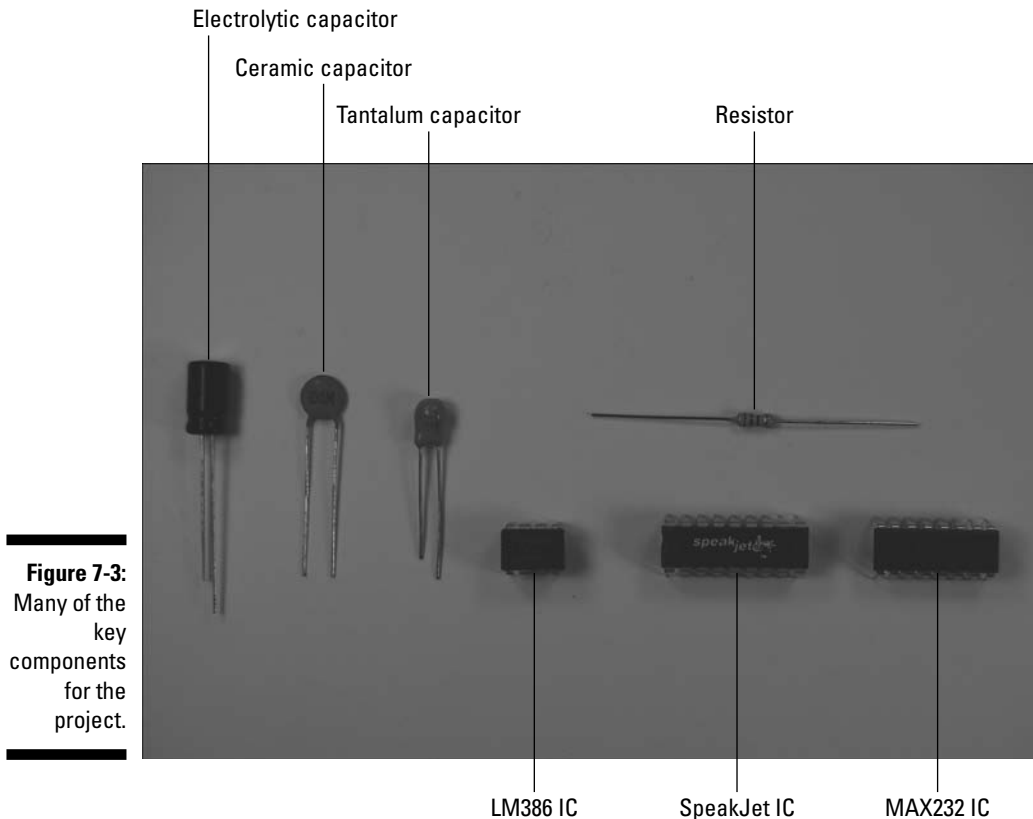 Electrolytic capacitor
Ceramic capacitor
Tantalum capacitor
Resistor
speakjet
Figure 7-3:
Many of the
key
components
for the
project.
LM386 IC
SpeakJet IC
MAX232 IC